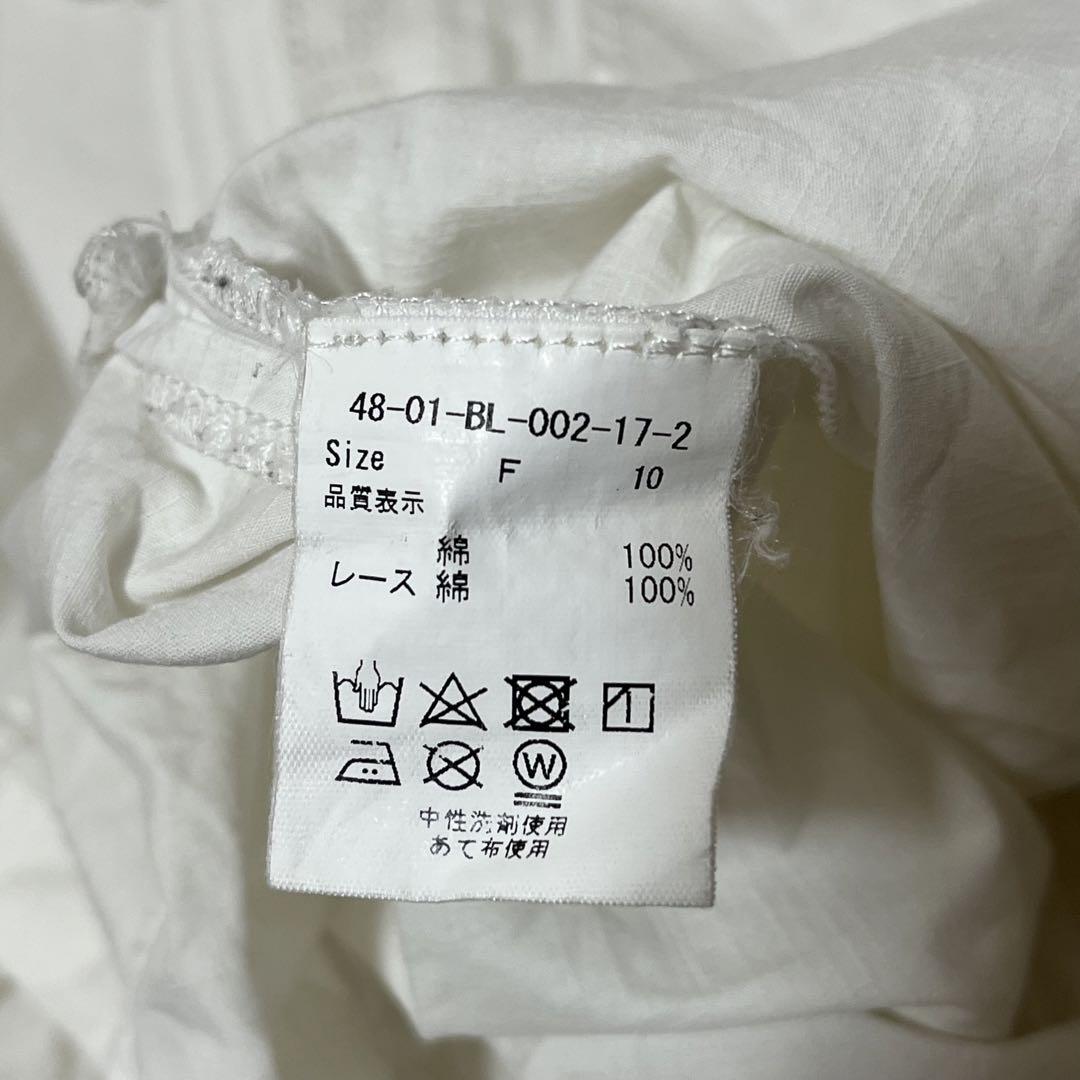 48-01-BL-002-17-2
Size F 10
品質表示
綿 100%
レース 綿 100%
W
中性洗剤使用
あて布使用